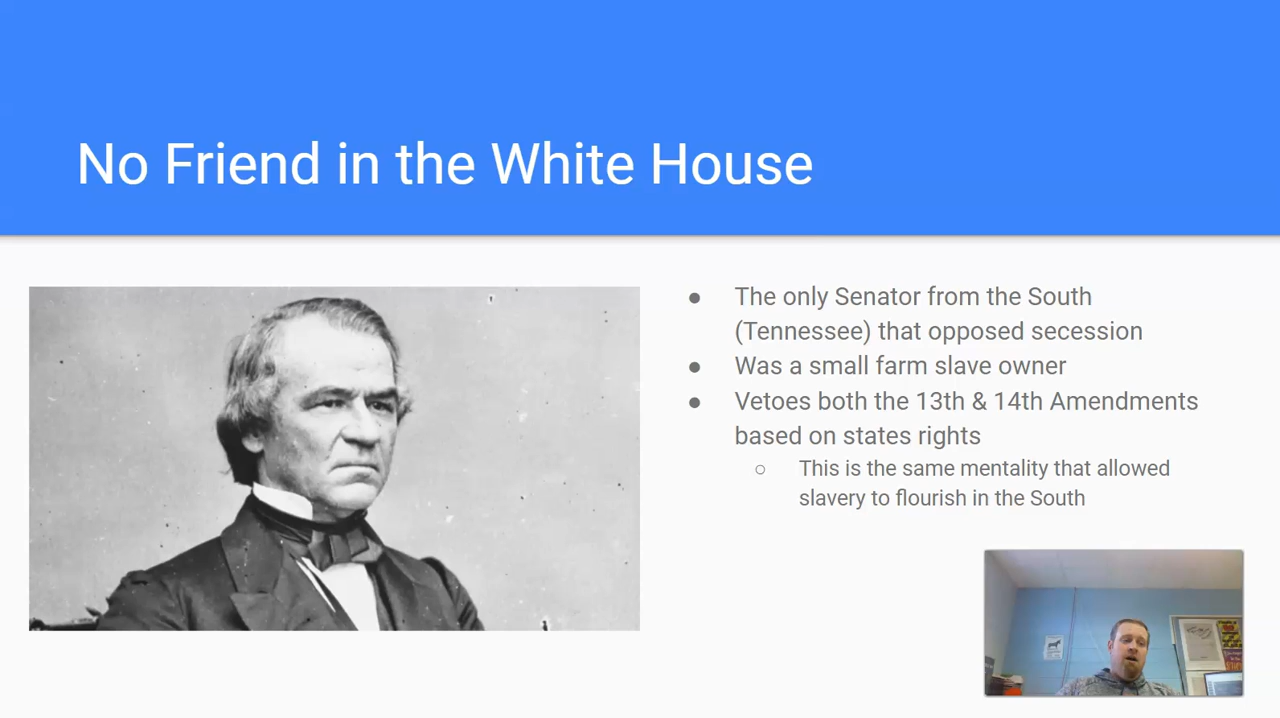 No Friend in the White House
● The only Senator from the South
(Tennessee) that opposed secession
● Was a small farm slave owner
● Vetoes both the 13th & 14th Amendments
based on states rights
○ This is the same mentality that allowed
slavery to flourish in the South